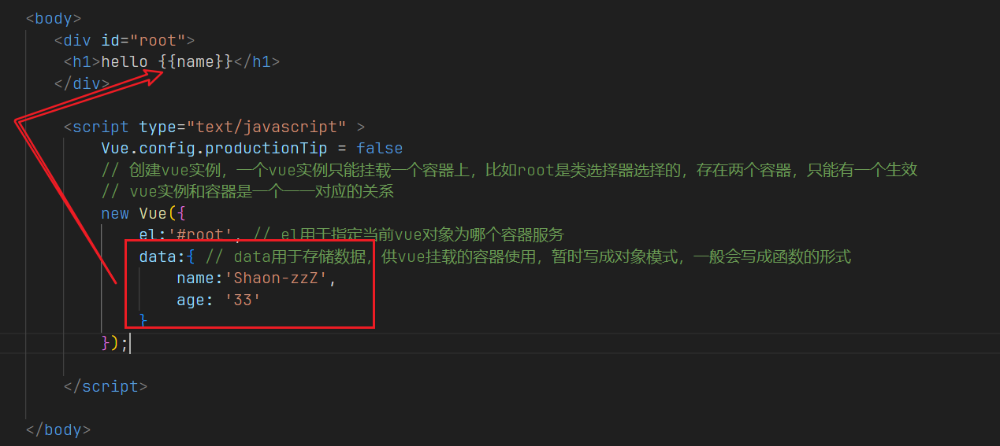 <body>
<div id="root">
<h1>hello {{name}}</h1>
</div>
<script type="text/javascript" >
Vue.config.productionTip = false
// 创建vue实例，一个vue实例只能挂载一个容器上，比如root是类选择器选择的，存在两个容器，只能有一个生效
// vue实例和容器是一个一一对应的关系
new Vue({
el:'#root', // el用于指定当前vue对象为哪个容器服务
data:{ // data用于存储数据，供vue挂载的容器使用，暂时写成对象模式，一般会写成函数的形式
name:'Shaon-zzZ',
age: '33'
}
});
</script>
</body>